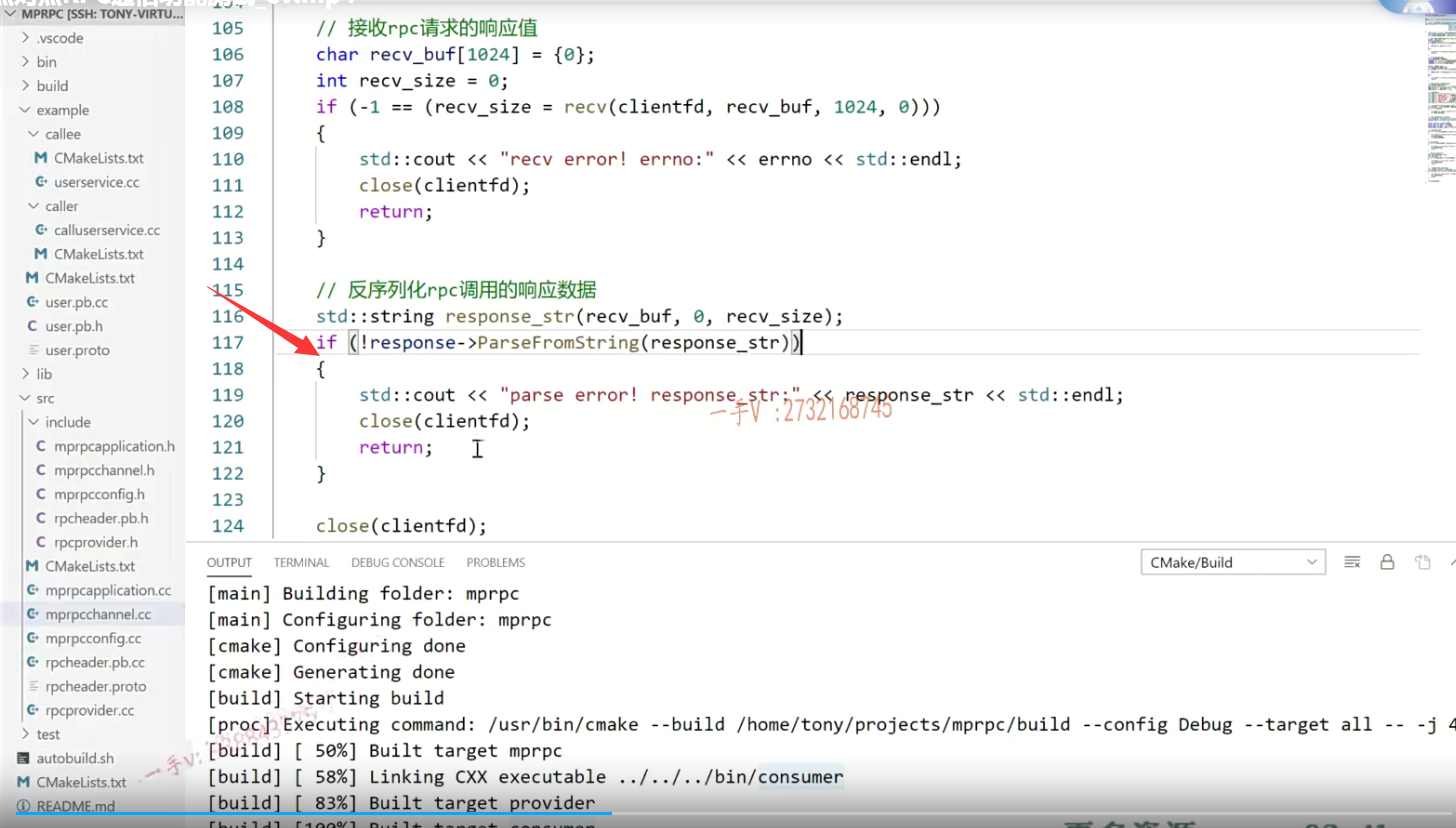 MPRPC [SSH: TONY-VIRTU...
.vscode
bin
build
example
callee
CMakeLists.txt
userservice.cc
caller
calluserservice.cc
CMakeLists.txt
CMakeLists.txt
user.pb.cc
user.pb.h
user.proto
lib
src
include
mprpcapplication.h
mprpcchannel.h
mprpcconfig.h
rpcheader.pb.h
rpcprovider.h
CMakeLists.txt
mprpcapplication.cc
mprpcchannel.cc
mprpcconfig.cc
rpcheader.pb.cc
rpcheader.proto
rpcprovider.cc
test
autobuild.sh
CMakeLists.txt
README.md
105 // 接收rpc请求的响应值
106 char recv_buf[1024] = {0};
107 int recv_size = 0;
108 if (-1 == (recv_size = recv(clientfd, recv_buf, 1024, 0)))
109 {
110 std::cout << "recv error! errno:" << errno << std::endl;
111 close(clientfd);
112 return;
113 }
114
115 // 反序列化rpc调用的响应数据
116 std::string response_str(recv_buf, 0, recv_size);
117 if (!response->ParseFromString(response_str))
118 {
119 std::cout << "parse error! response_str:" << response_str << std::endl;
一手V :2732168745
120 close(clientfd);
121 return;
122 }
123
124 close(clientfd);
OUTPUT TERMINAL DEBUG CONSOLE PROBLEMS CMake/Build
[main] Building folder: mprpc
[main] Configuring folder: mprpc
[cmake] Configuring done
[cmake] Generating done
[build] Starting build
[proc] Executing command: /usr/bin/cmake --build /home/tony/projects/mprpc/build --config Debug --target all -- -j 4
[build] [ 50%] Built target mprpc
[build] [ 58%] Linking CXX executable ../../../bin/consumer
[build] [ 83%] Built target provider
[build] [100%] Built target consumer